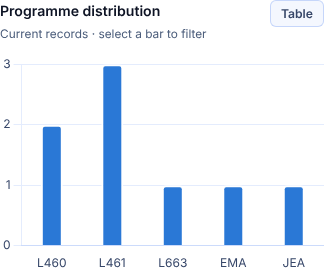 Programme distribution
Table
Current records · select a bar to filter
3
2
1
0
L460 L461 L663 EMA JEA